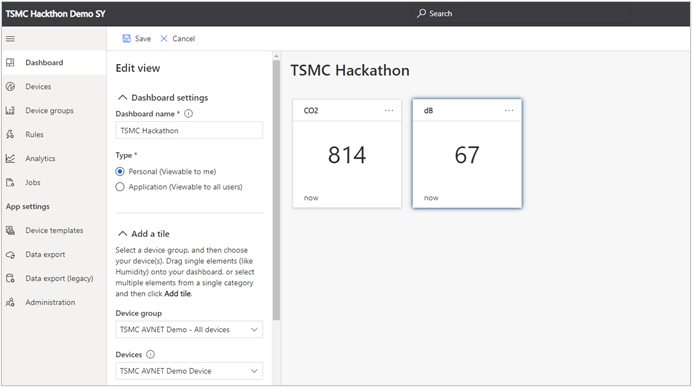 TSMC Hackthon Demo SY
Search
Save
Cancel
Dashboard
Devices
Device groups
Rules
Analytics
Jobs
App settings
Device templates
Data export
Data export (legacy)
Administration
Edit view
Dashboard settings
Dashboard name *
TSMC Hackathon
Type *
Personal (Viewable to me)
Application (Viewable to all users)
Add a tile
Select a device group, and then choose
your device(s). Drag single elements (like
Humidity) onto your dashboard, or select
multiple elements from a single category
and then click Add tile.
Device group
TSMC AVNET Demo - All devices
Devices
TSMC AVNET Demo Device
TSMC Hackathon
CO2
814
now
dB
67
now